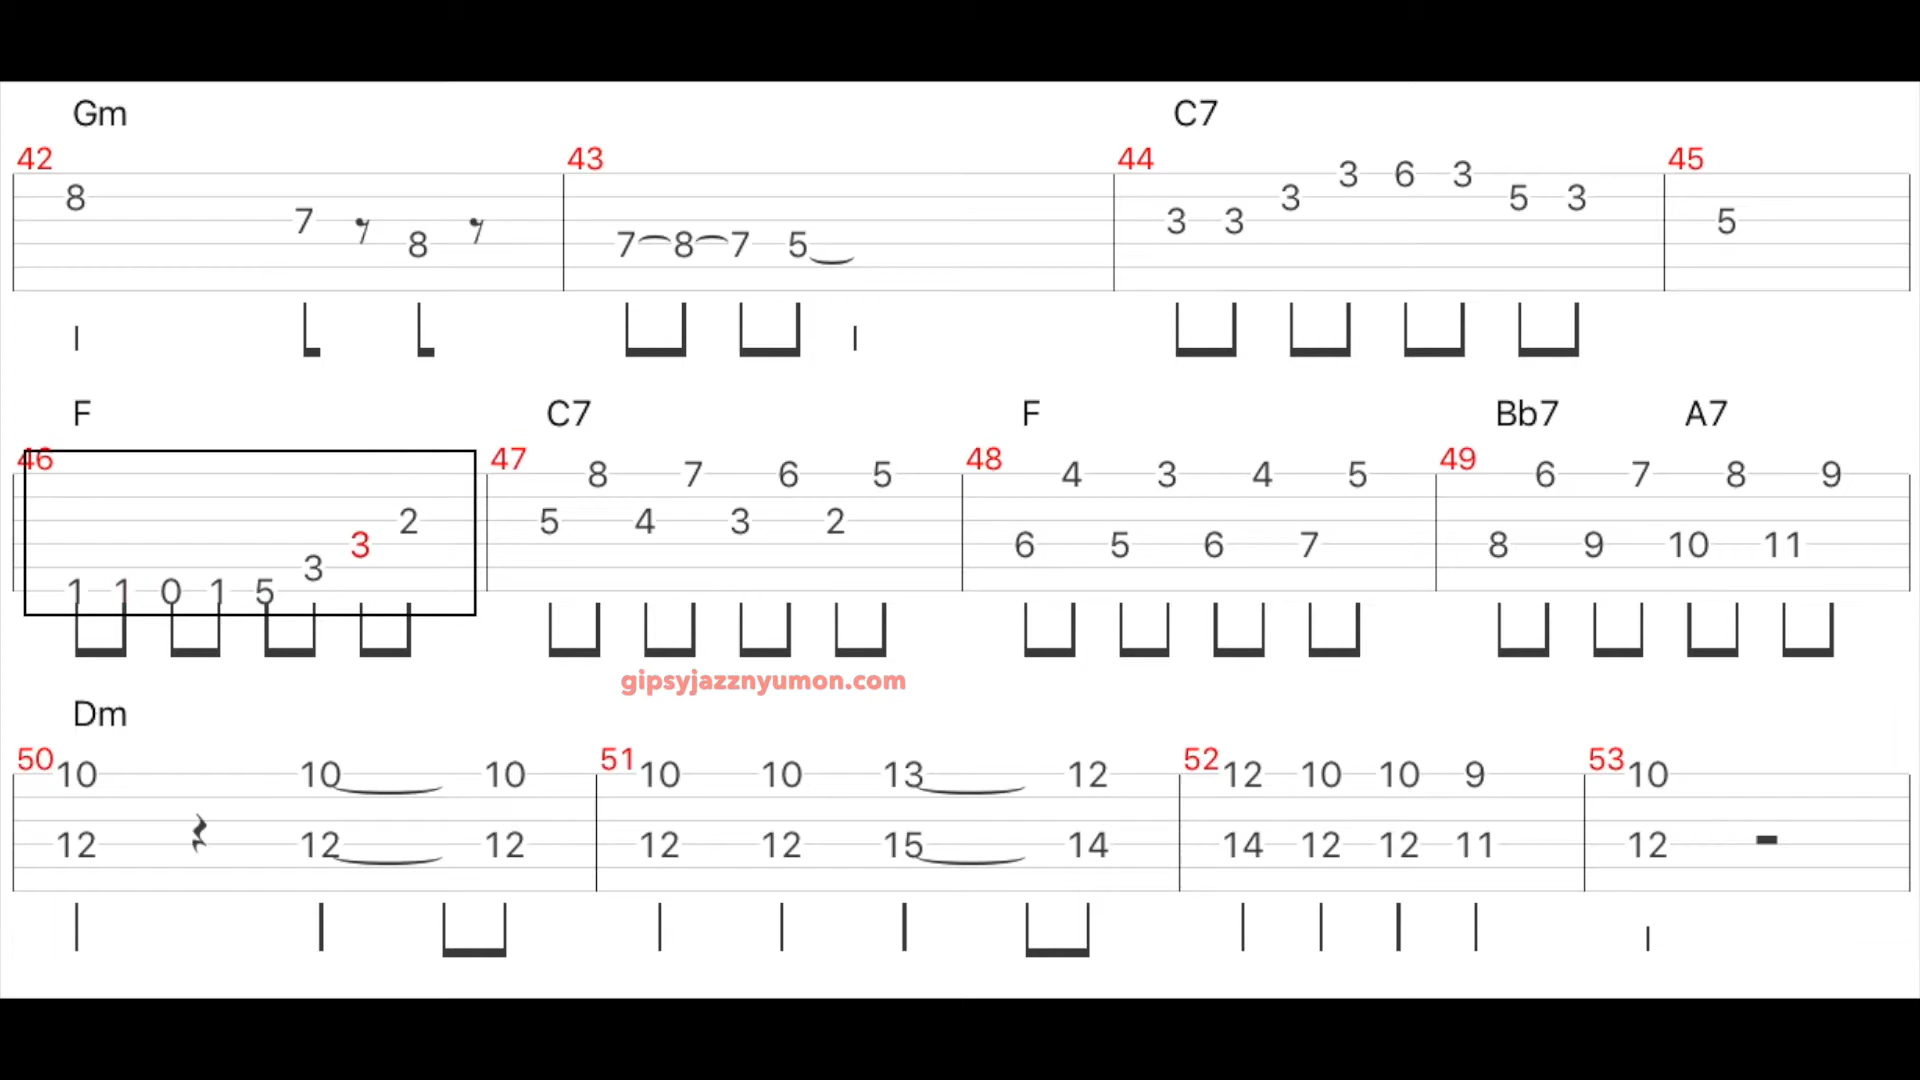 Gm C7
42 43 44 45
3 6 3
8 3 5 3
7 3 3 5
8 7 8 7 5
F C7 F Bb7 A7
46 47 48 49
8 7 6 5 4 3 4 5 6 7 8 9
2 5 4 3 2
3 6 5 6 7 8 9 10 11
3
1 1 0 1 5
gipsyjazznyumon.com
Dm
50 51 52 53
10 10 10 10 10 13 12 12 10 10 9 10
12 12 12 12 12 15 14 14 12 12 11 12